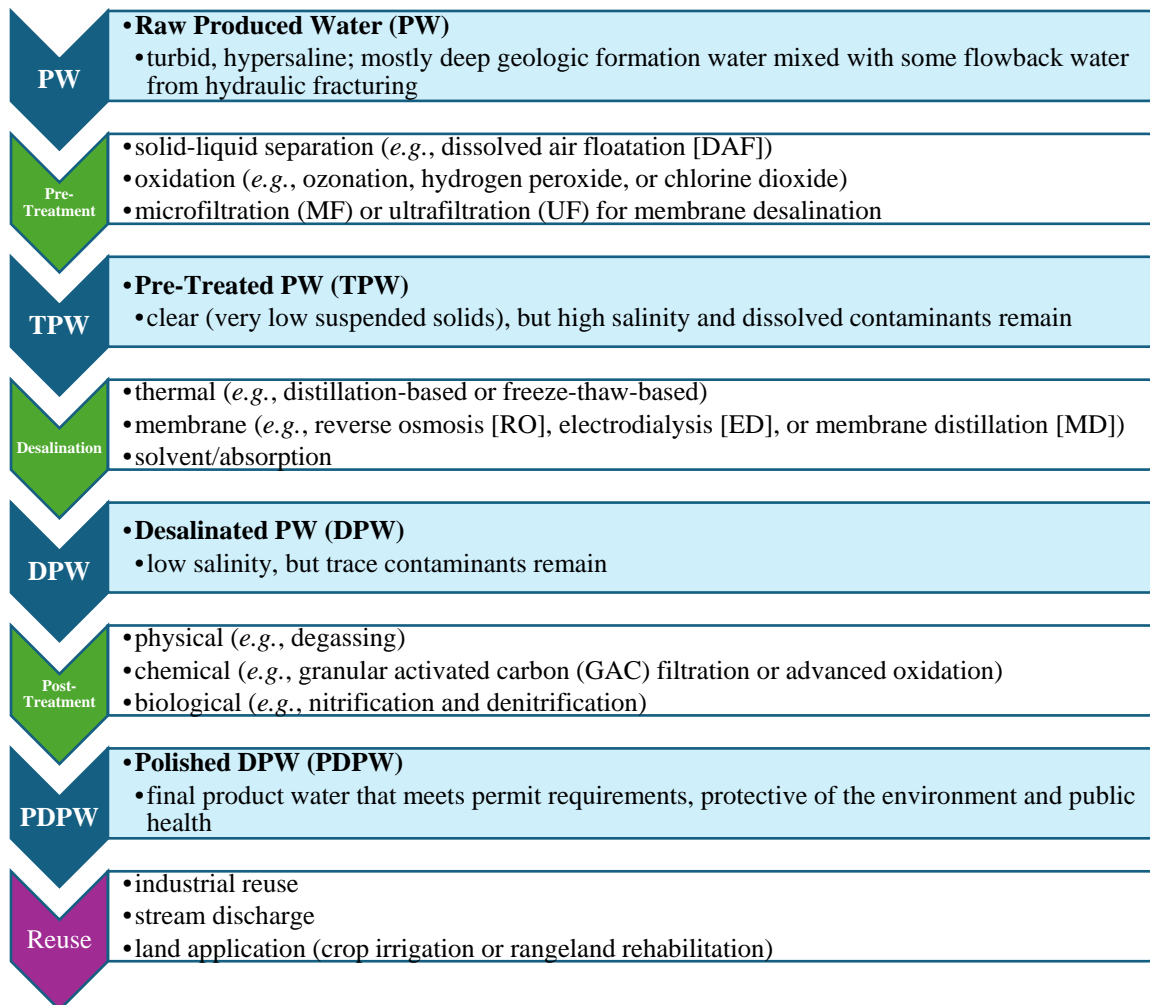 PW
•Raw Produced Water (PW)
•turbid, hypersaline; mostly deep geologic formation water mixed with some flowback water
from hydraulic fracturing
Pre-
Treatment
•solid-liquid separation (e.g., dissolved air floatation [DAF])
•oxidation (e.g., ozonation, hydrogen peroxide, or chlorine dioxide)
•microfiltration (MF) or ultrafiltration (UF) for membrane desalination
TPW
•Pre-Treated PW (TPW)
•clear (very low suspended solids), but high salinity and dissolved contaminants remain
Desalination
•thermal (e.g., distillation-based or freeze-thaw-based)
•membrane (e.g., reverse osmosis [RO], electrodialysis [ED], or membrane distillation [MD])
•solvent/absorption
DPW
•Desalinated PW (DPW)
•low salinity, but trace contaminants remain
Post-
Treatment
•physical (e.g., degassing)
•chemical (e.g., granular activated carbon (GAC) filtration or advanced oxidation)
•biological (e.g., nitrification and denitrification)
PDPW
•Polished DPW (PDPW)
•final product water that meets permit requirements, protective of the environment and public
health
Reuse
•industrial reuse
•stream discharge
•land application (crop irrigation or rangeland rehabilitation)